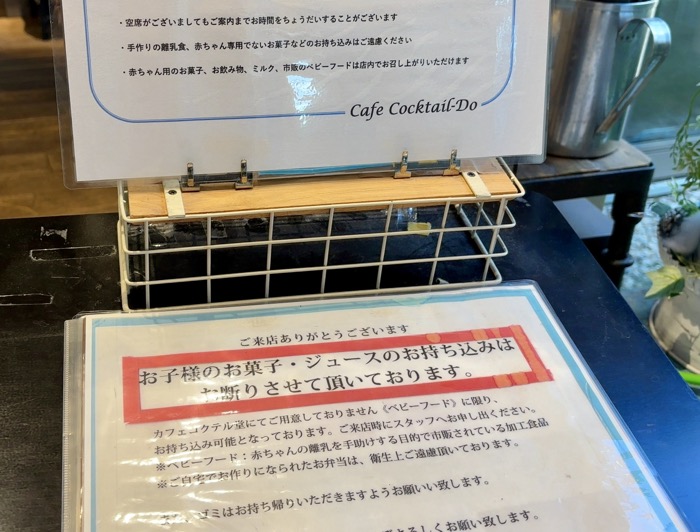 ・空席がございましてもご案内までお時間をちょうだいすることがございます
・手作りの離乳食、赤ちゃん専用でないお菓子などのお持ち込みはご遠慮ください
・赤ちゃん用のお菓子、お飲み物、ミルク、市販のベビーフードは店内でお召し上がりいただけます
Cafe Cocktail-Do
ご来店ありがとうございます
お子様のお菓子・ジュースのお持ち込みは
お断りさせて頂いております。
カフェコクテル堂にてご用意しておりません《ベビーフード》に限り、
お持ち込み可能となっております。ご来店時にスタッフへお申し出ください。
※ベビーフード：赤ちゃんの離乳を手助けする目的で市販されている加工食品
※ご自宅でお作りになられたお弁当は、衛生上ご遠慮頂いております。
ゴミはお持ち帰りいただきますようお願いい致します。
よろしくお願い致します。